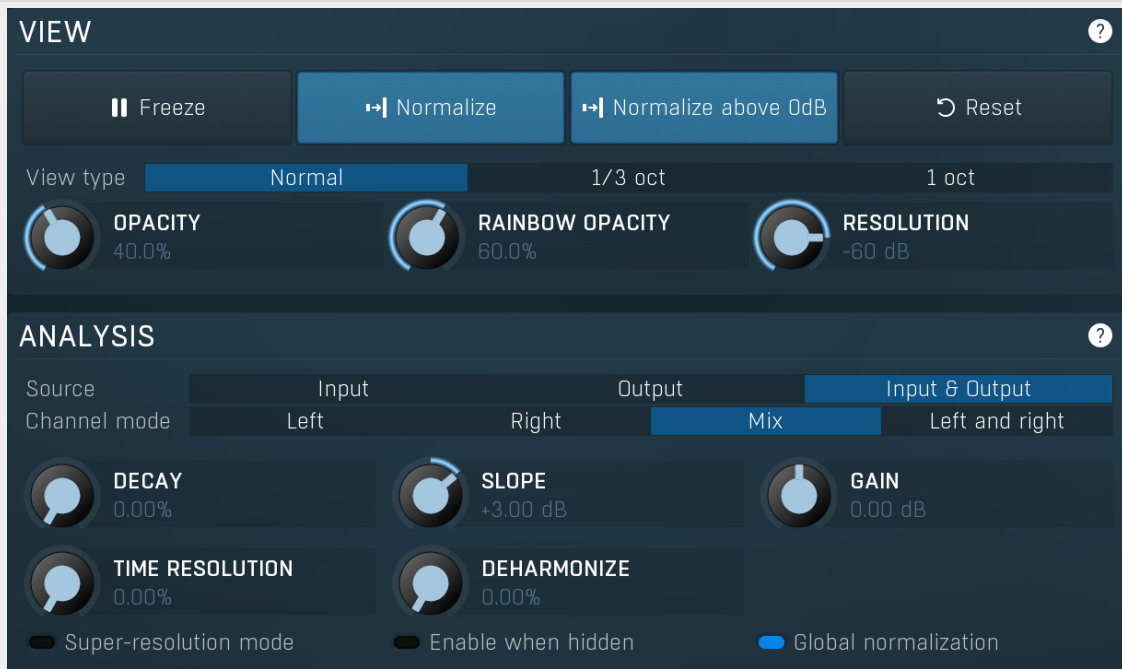 VIEW ?
Freeze Normalize Normalize above 0dB Reset
View type Normal 1/3 oct 1 oct
OPACITY RAINBOW OPACITY RESOLUTION
40.0% 60.0% -60 dB
ANALYSIS ?
Source Input Output Input & Output
Channel mode Left Right Mix Left and right
DECAY SLOPE GAIN
0.00% +3.00 dB 0.00 dB
TIME RESOLUTION DEHARMONIZE
0.00% 0.00%
Super-resolution mode Enable when hidden Global normalization